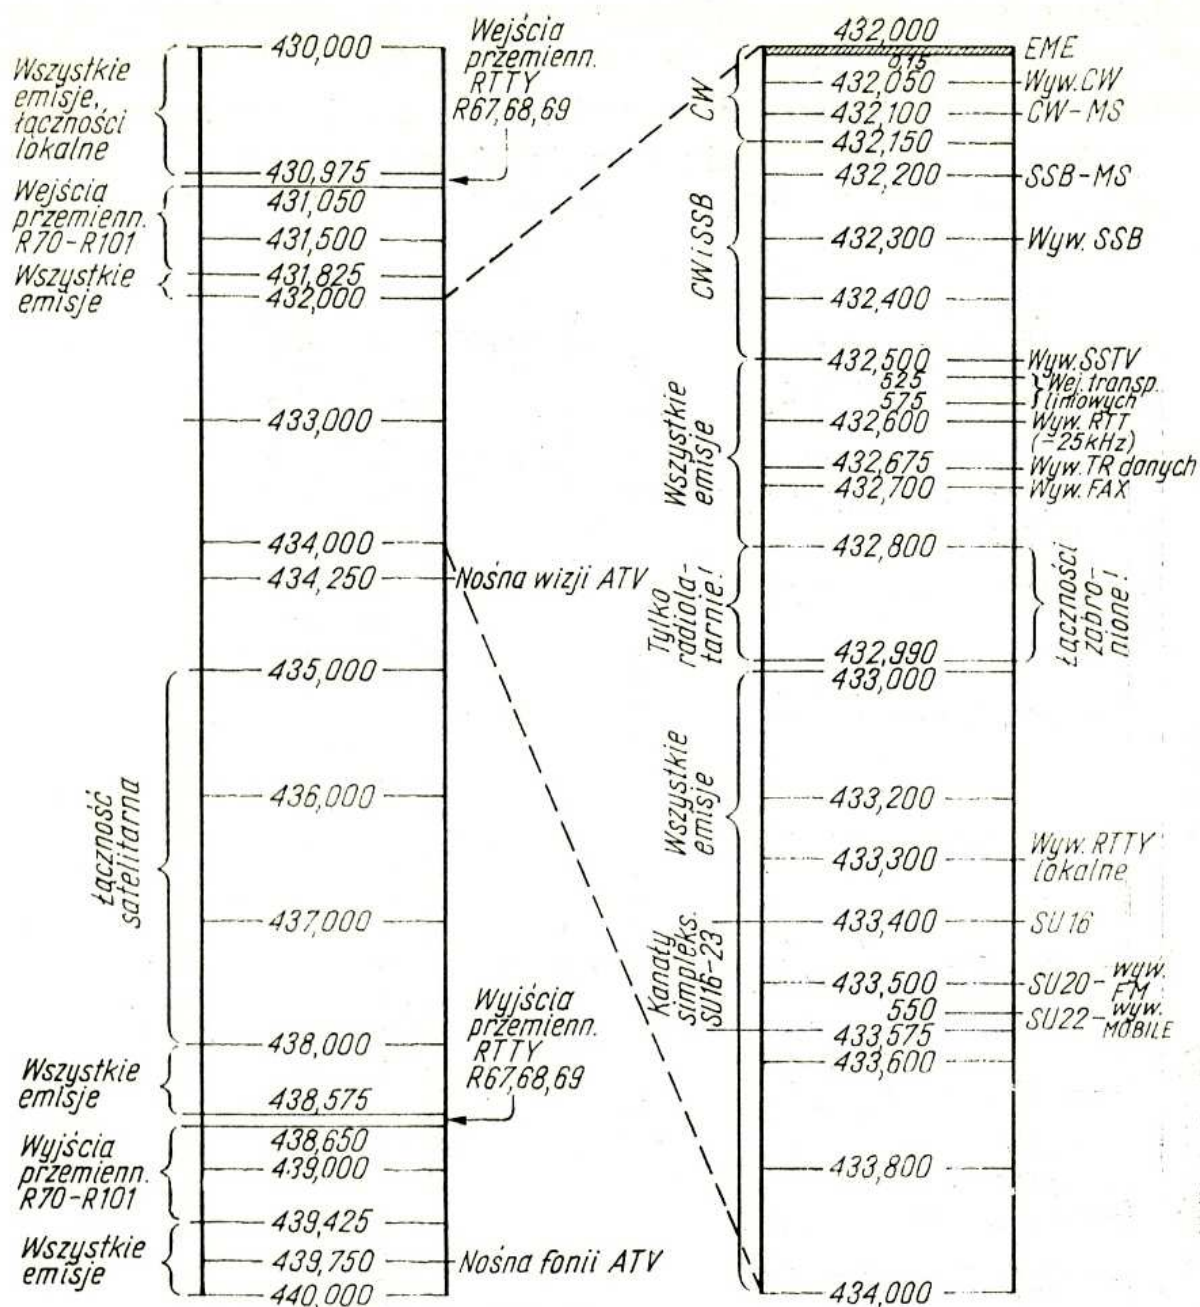 430,000
Wszystkie
emisje,
łączności
lokalne
Wejścia
przemienn.
RTTY
R67,68,69
430,975
Wejścia
przemienn.
R70-R101
431,050
431,500
431,825
Wszystkie
emisje
432,000
433,000
434,000
434,250
Nośna wizji ATV
435,000
Łączność
satelitarna
436,000
437,000
438,000
Wyjścia
przemienn.
RTTY
R67,68,69
Wszystkie
emisje
438,575
438,650
Wyjścia
przemienn.
R70-R101
439,000
439,425
Wszystkie
emisje
439,750
Nośna fonii ATV
440,000
432,000
EME
0,15
CW
432,050 Wyw. CW
432,100 CW-MS
432,150
432,200 SSB-MS
CW i SSB
432,300 Wyw. SSB
432,400
432,500 Wyw. SSTV
525 Wej. transp.
575 liniowych
Wszystkie
emisje
432,600 Wyw. RTT
(-25kHz)
432,675 Wyw. TR danych
432,700 Wyw. FAX
432,800
Tylko
radiola-
tarnie!
Łączności
zabro-
nione!
432,990
433,000
Wszystkie
emisje
433,200
433,300 Wyw. RTTY
lokalne
Kanały
simpleks.
SU16-23
433,400 SU16
433,500 SU20- wyw.
FM
550 SU22- wyw.
MOBILE
433,575
433,600
433,800
434,000